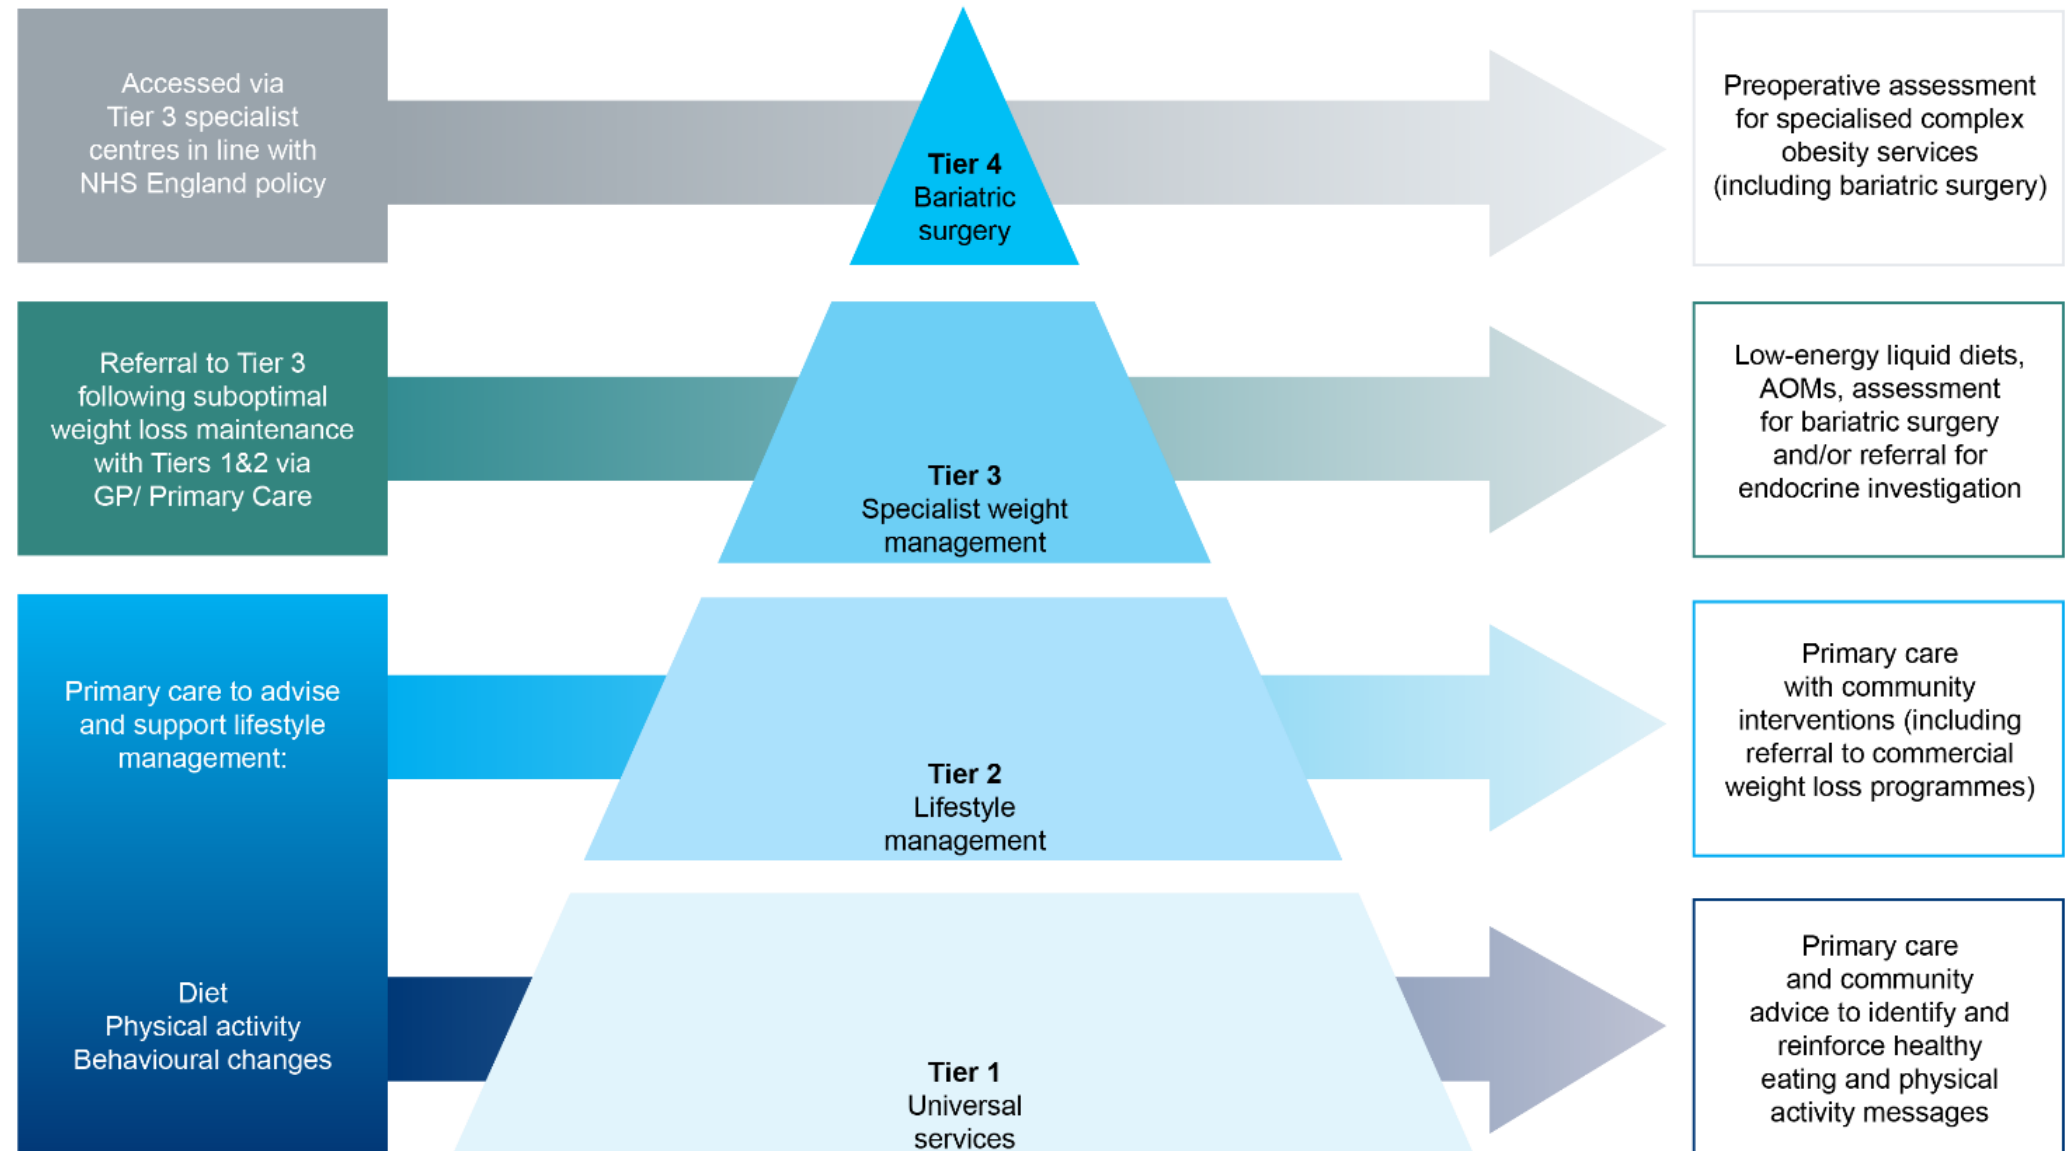 Accessed via
Tier 3 specialist
centres in line with
NHS England policy
Tier 4
Bariatric
surgery
Preoperative assessment
for specialised complex
obesity services
(including bariatric surgery)
Referral to Tier 3
following suboptimal
weight loss maintenance
with Tiers 1&2 via
GP/ Primary Care
Tier 3
Specialist weight
management
Low-energy liquid diets,
AOMs, assessment
for bariatric surgery
and/or referral for
endocrine investigation
Primary care to advise
and support lifestyle
management:
Tier 2
Lifestyle
management
Primary care
with community
interventions (including
referral to commercial
weight loss programmes)
Diet
Physical activity
Behavioural changes
Tier 1
Universal
services
Primary care
and community
advice to identify and
reinforce healthy
eating and physical
activity messages